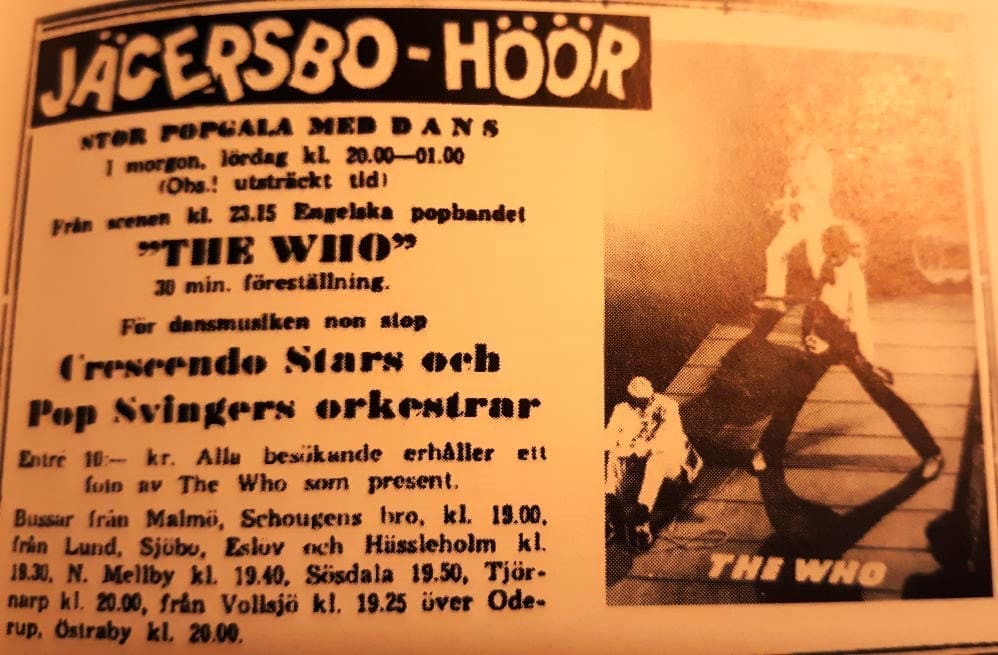 JÄGERSBO-HÖÖR
STOR POPGALA MED DANS
I morgon, lördag kl. 20.00—01.00
(Obs.! utsträckt tid)
Från scenen kl. 23.15 Engelska popbandet
”THE WHO”
30 min. föreställning.
För dansmusiken non stop
Crescendo Stars och
Pop Svingers orkestrar
Entré 10:— kr. Alla besökande erhåller ett
foto av The Who som present.
Bussar från Malmö, Schougens bro, kl. 19.00,
från Lund, Sjöbo, Eslöv och Hässleholm kl.
19.30, N. Mellby kl. 19.40, Sösdala 19.50, Tjör-
narp kl. 20.00, från Vollsjö kl. 19.25 över Öde-
rup, Östraby kl. 20.00.
THE WHO